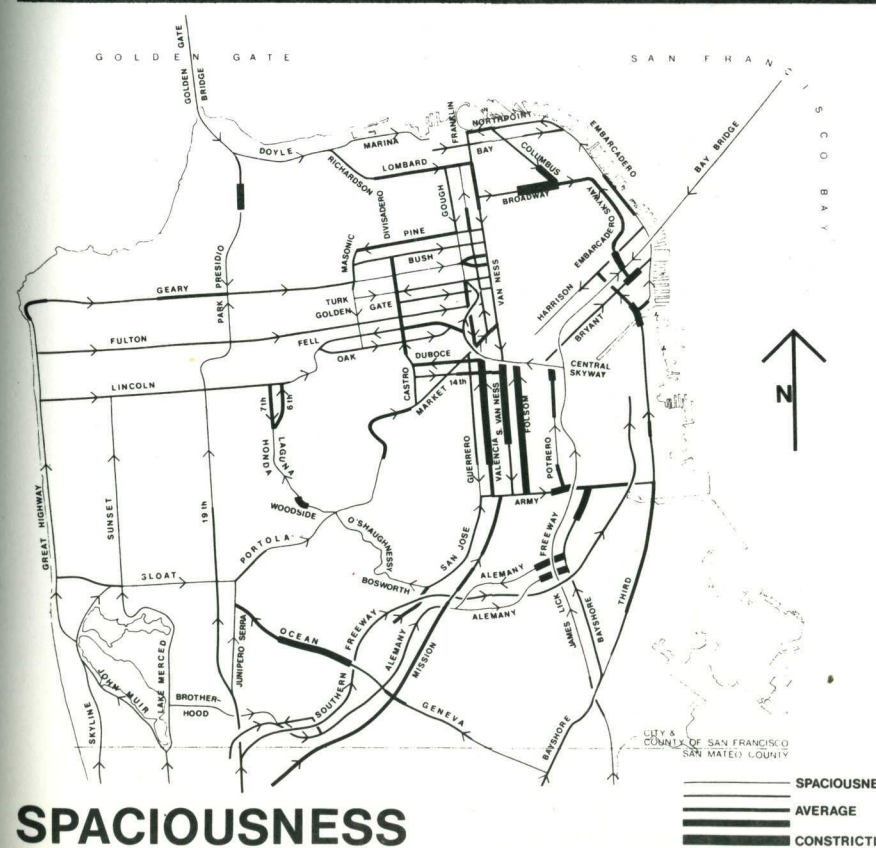 GOLDEN GATE
SAN FRANCISCO BAY
GOLDEN GATE
BRIDGE
DOYLE
MARINA
RICHARDSON
LOMBARD
FRANKLIN
NORTHPOINT
BAY
COLUMBUS
EMBARCADERO
BAY BRIDGE
GOUGH
BROADWAY
EMBARCADERO SKYWAY
DIVISADERO
PINE
MASONIC
BUSH
VAN NESS
PARK PRESIDIO
GEARY
TURK
GOLDEN GATE
HARRISON
BRYANT
FULTON
FELL
OAK
DUBOCE
CENTRAL
SKYWAY
LINCOLN
7th
6th
CASTRO
14th
MARKET
GUERRERO
VALENCIA
S. VAN NESS
FOLSOM
POTRERO
LAGUNA
HONDA
WOODSIDE
O'SHAUGHNESSY
ARMY
GREAT HIGHWAY
SUNSET
19th
PORTOLA
SAN JOSE
FREEWAY
SLOAT
BOSWORTH
ALEMANY
ALEMANY
JAMES LICK
BAYSHORE
THIRD
JUNIPERO SERRA
OCEAN
SOUTHERN FREEWAY
ALEMANY
MISSION
SKYLINE
JOHN MUIR
LAKE MERCED
BROTHER-
HOOD
GENEVA
BAYSHORE
N
CITY &
COUNTY OF SAN FRANCISCO
SAN MATEO COUNTY
SPACIOUSNE
AVERAGE
CONSTRICTI
SPACIOUSNESS